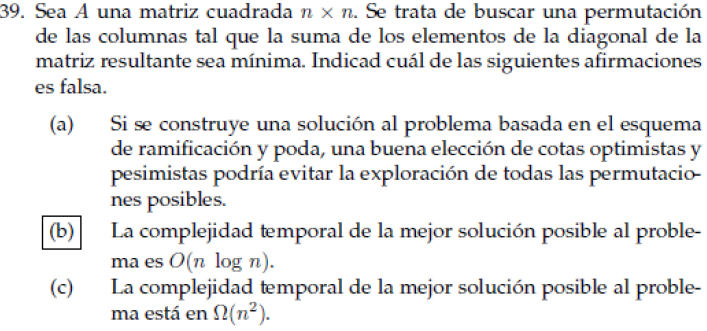 39. Sea A una matriz cuadrada n × n. Se trata de buscar una permutación
de las columnas tal que la suma de los elementos de la diagonal de la
matriz resultante sea mínima. Indicad cuál de las siguientes afirmaciones
es falsa.
(a) Si se construye una solución al problema basada en el esquema
de ramificación y poda, una buena elección de cotas optimistas y
pesimistas podría evitar la exploración de todas las permutacio-
nes posibles.
(b) La complejidad temporal de la mejor solución posible al proble-
ma es O(n log n).
(c) La complejidad temporal de la mejor solución posible al proble-
ma está en Ω(n²).